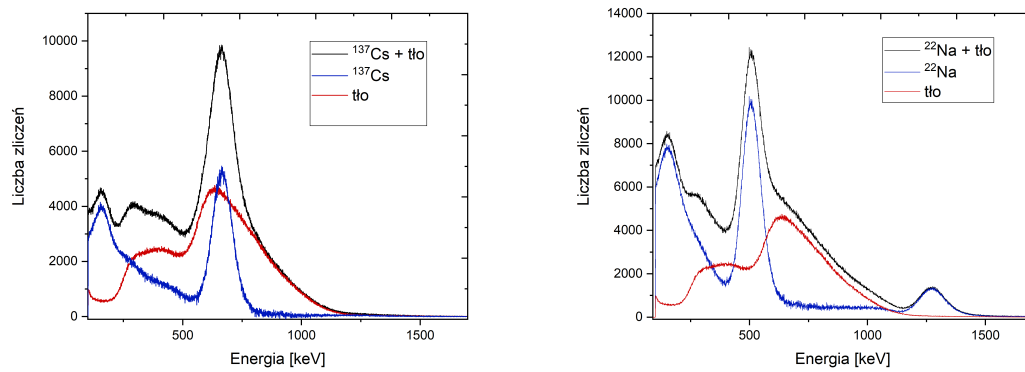 10000
8000
6000
4000
2000
0
Liczba zliczeń
¹³⁷Cs + tło
¹³⁷Cs
tło
500
1000
1500
Energia [keV]
14000
12000
10000
8000
6000
4000
2000
0
Liczba zliczeń
²²Na + tło
²²Na
tło
500
1000
1500
Energia [keV]